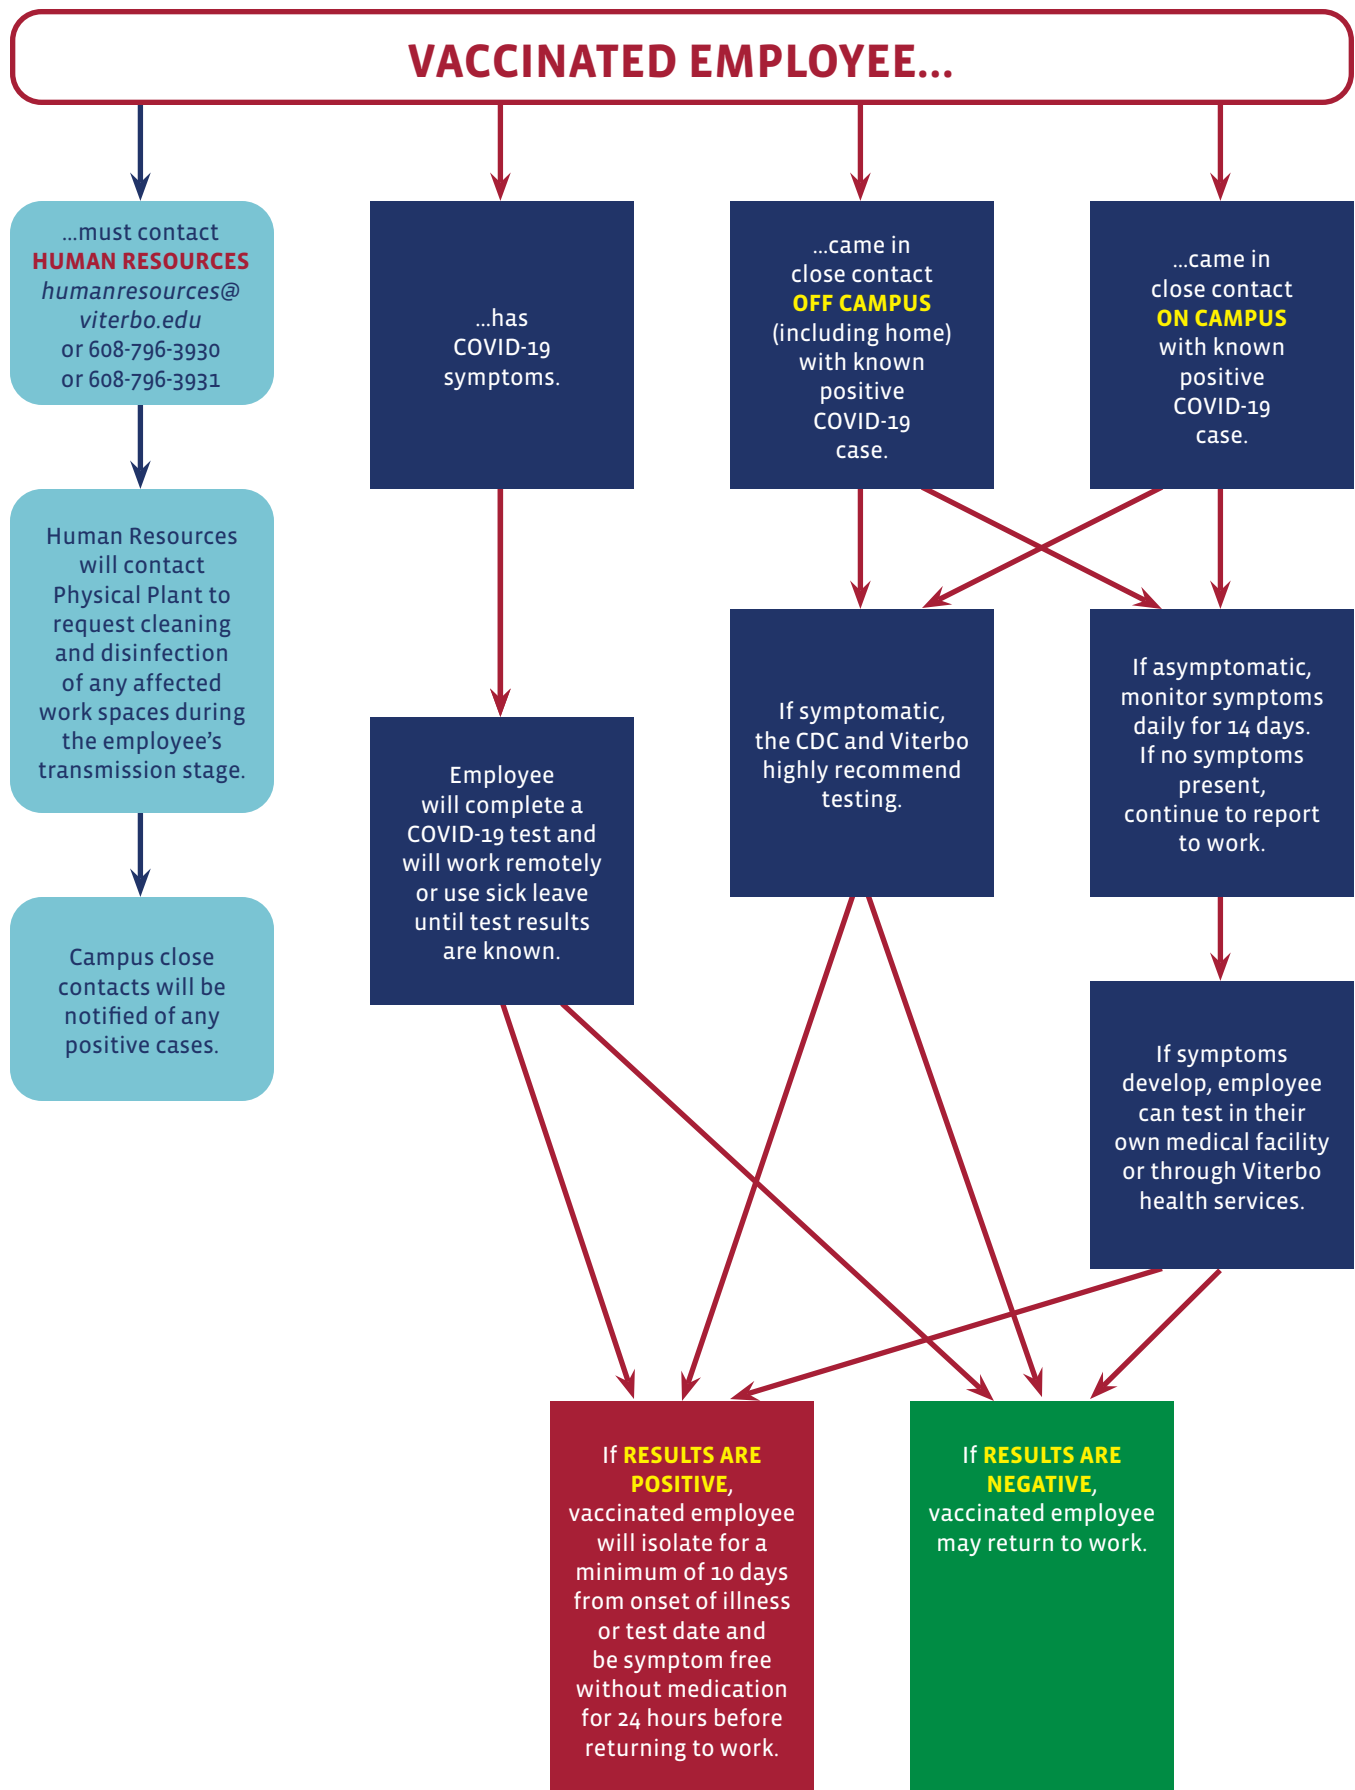 VACCINATED EMPLOYEE...
...must contact
HUMAN RESOURCES
humanresources@
viterbo.edu
or 608-796-3930
or 608-796-3931
Human Resources
will contact
Physical Plant to
request cleaning
and disinfection
of any affected
work spaces during
the employee’s
transmission stage.
Campus close
contacts will be
notified of any
positive cases.
...has
COVID-19
symptoms.
Employee
will complete a
COVID-19 test and
will work remotely
or use sick leave
until test results
are known.
...came in
close contact
OFF CAMPUS
(including home)
with known
positive
COVID-19
case.
...came in
close contact
ON CAMPUS
with known
positive
COVID-19
case.
If symptomatic,
the CDC and Viterbo
highly recommend
testing.
If asymptomatic,
monitor symptoms
daily for 14 days.
If no symptoms
present,
continue to report
to work.
If symptoms
develop, employee
can test in their
own medical facility
or through Viterbo
health services.
If RESULTS ARE
POSITIVE,
vaccinated employee
will isolate for a
minimum of 10 days
from onset of illness
or test date and
be symptom free
without medication
for 24 hours before
returning to work.
If RESULTS ARE
NEGATIVE,
vaccinated employee
may return to work.